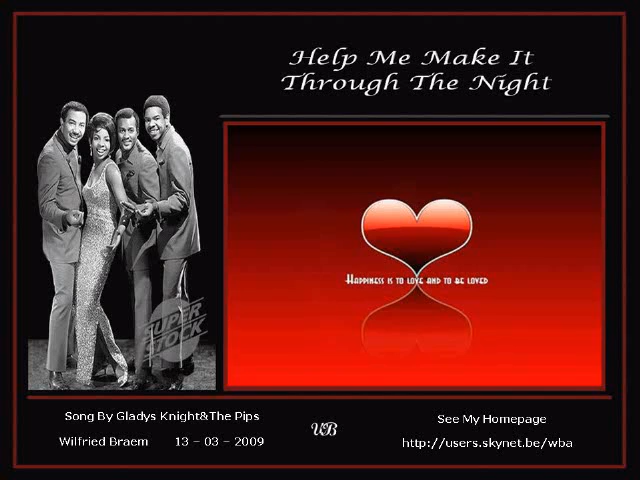 Help Me Make It
Through The Night
Happiness is to love and to be loved
SUPER
STOCK
Song By Gladys Knight&The Pips
Wilfried Braem 13 - 03 - 2009
WB
See My Homepage
http://users.skynet.be/wba